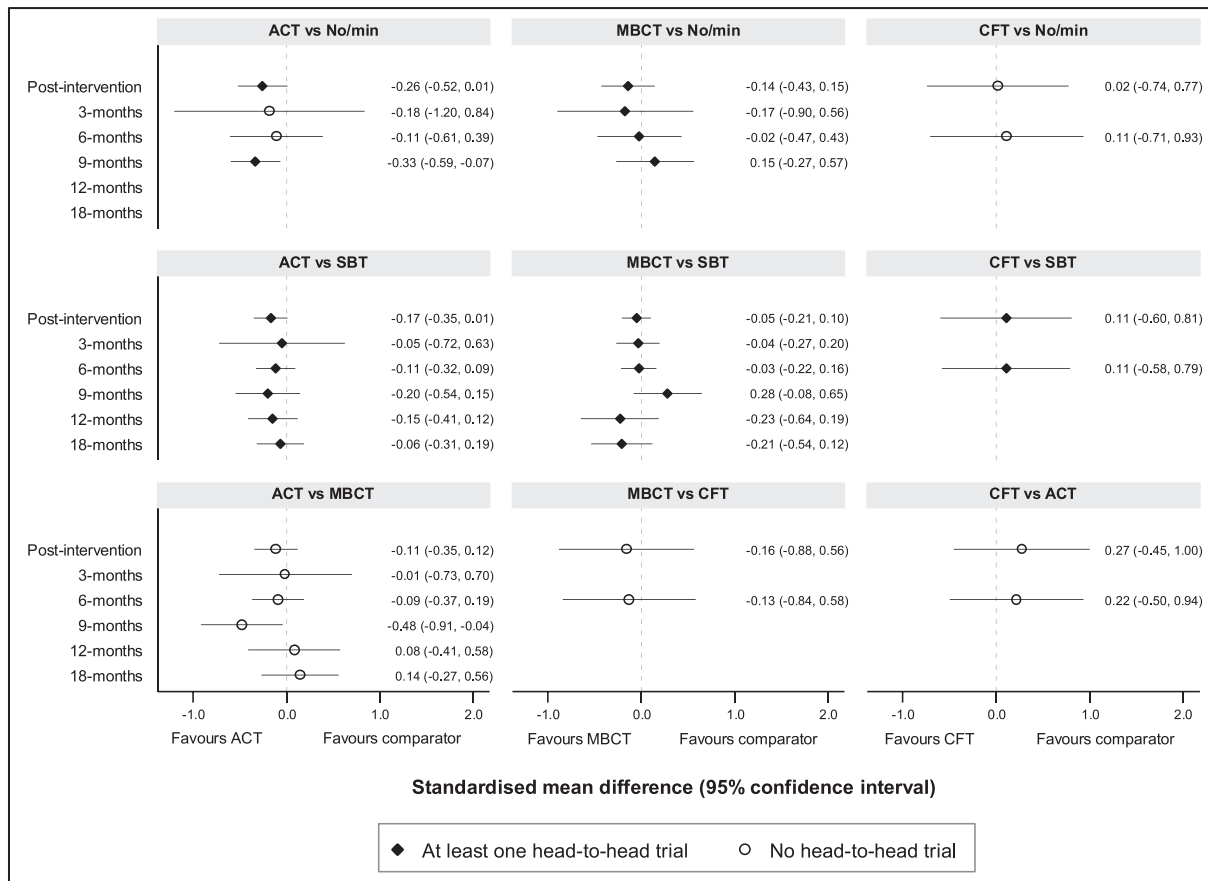 ACT vs No/min MBCT vs No/min CFT vs No/min
Post-intervention -0.26 (-0.52, 0.01) -0.14 (-0.43, 0.15) 0.02 (-0.74, 0.77)
3-months -0.18 (-1.20, 0.84) -0.17 (-0.90, 0.56)
6-months -0.11 (-0.61, 0.39) -0.02 (-0.47, 0.43) 0.11 (-0.71, 0.93)
9-months -0.33 (-0.59, -0.07) 0.15 (-0.27, 0.57)
12-months
18-months
ACT vs SBT MBCT vs SBT CFT vs SBT
Post-intervention -0.17 (-0.35, 0.01) -0.05 (-0.21, 0.10) 0.11 (-0.60, 0.81)
3-months -0.05 (-0.72, 0.63) -0.04 (-0.27, 0.20)
6-months -0.11 (-0.32, 0.09) -0.03 (-0.22, 0.16) 0.11 (-0.58, 0.79)
9-months -0.20 (-0.54, 0.15) 0.28 (-0.08, 0.65)
12-months -0.15 (-0.41, 0.12) -0.23 (-0.64, 0.19)
18-months -0.06 (-0.31, 0.19) -0.21 (-0.54, 0.12)
ACT vs MBCT MBCT vs CFT CFT vs ACT
Post-intervention -0.11 (-0.35, 0.12) -0.16 (-0.88, 0.56) 0.27 (-0.45, 1.00)
3-months -0.01 (-0.73, 0.70)
6-months -0.09 (-0.37, 0.19) -0.13 (-0.84, 0.58) 0.22 (-0.50, 0.94)
9-months -0.48 (-0.91, -0.04)
12-months 0.08 (-0.41, 0.58)
18-months 0.14 (-0.27, 0.56)
-1.0 0.0 1.0 2.0 -1.0 0.0 1.0 2.0 -1.0 0.0 1.0 2.0
Favours ACT Favours comparator Favours MBCT Favours comparator Favours CFT Favours comparator
Standardised mean difference (95% confidence interval)
At least one head-to-head trial No head-to-head trial